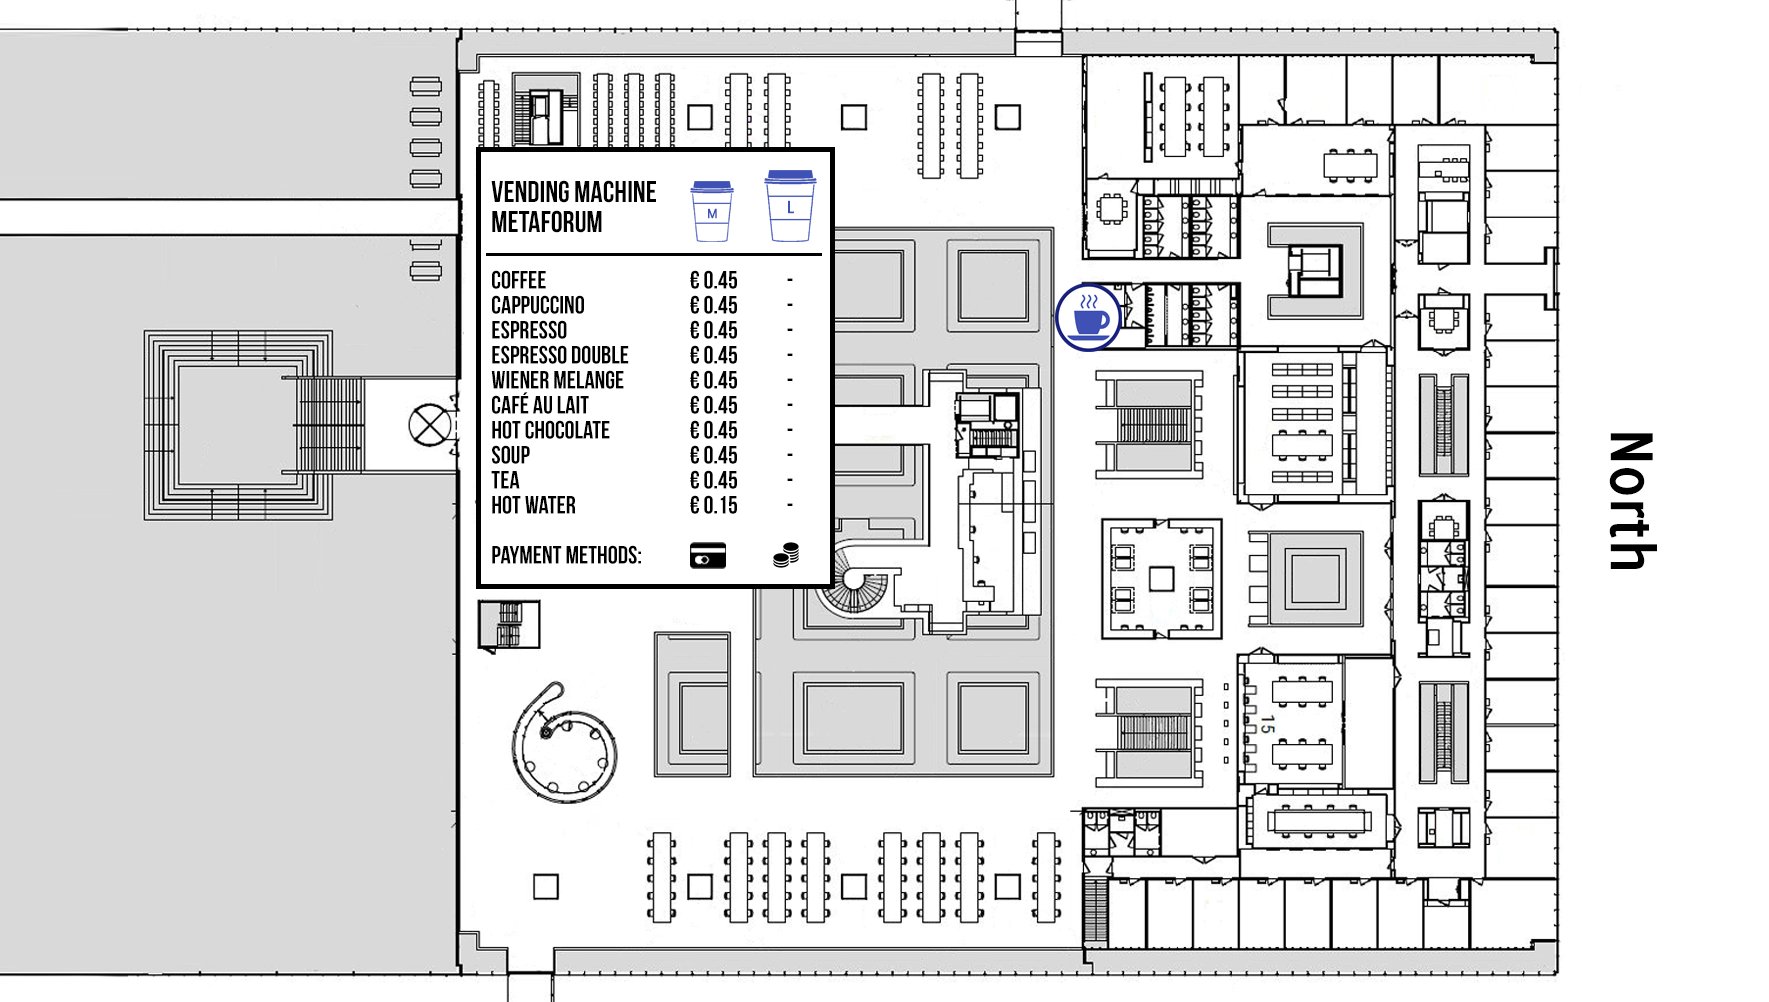 VENDING MACHINE
METAFORUM
M
L
COFFEE € 0.45 -
CAPPUCCINO € 0.45 -
ESPRESSO € 0.45 -
ESPRESSO DOUBLE € 0.45 -
WIENER MELANGE € 0.45 -
CAFÉ AU LAIT € 0.45 -
HOT CHOCOLATE € 0.45 -
SOUP € 0.45 -
TEA € 0.45 -
HOT WATER € 0.15 -
PAYMENT METHODS:
North
15